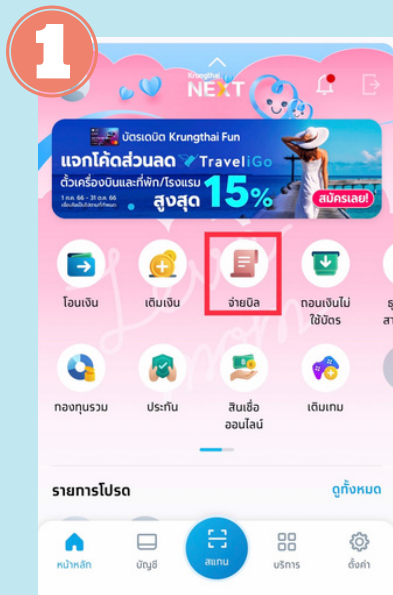 1
Krungthai
NEXT
บัตรเดบิต Krungthai Fun
แจกโค้ดส่วนลด TraveliGo
ตั๋วเครื่องบินและที่พัก/โรงแรม
สูงสุด 15%
1 ก.ค. 66 - 31 ต.ค. 66
สมัครเลย!
โอนเงิน
เติมเงิน
จ่ายบิล
ถอนเงินไม่
ใช้บัตร
กองทุนรวม
ประกัน
สินเชื่อ
ออนไลน์
เติมเกม
รายการโปรด
ดูทั้งหมด
หน้าหลัก
บัญชี
สแกน
บริการ
ตั้งค่า